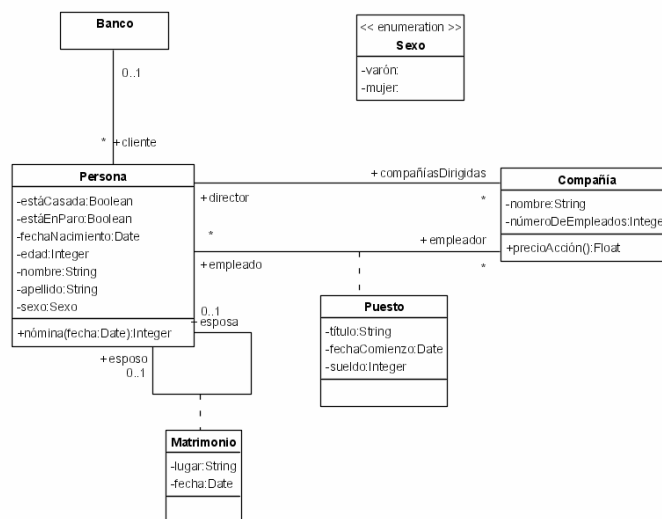 Banco
0..1
* +cliente
<< enumeration >>
Sexo
-varón:
-mujer:
Persona
-estáCasada:Boolean
-estáEnParo:Boolean
-fechaNacimiento:Date
-edad:Integer
-nombre:String
-apellido:String
-sexo:Sexo
+nómina(fecha:Date):Integer
+ compañíasDirigidas
*
+director
*
+empleado
+empleador
*
Compañía
-nombre:String
-númeroDeEmpleados:Intege
+precioAcción():Float
Puesto
-título:String
-fechaComienzo:Date
-sueldo:Integer
0..1
+esposa
+esposo
0..1
Matrimonio
-lugar:String
-fecha:Date